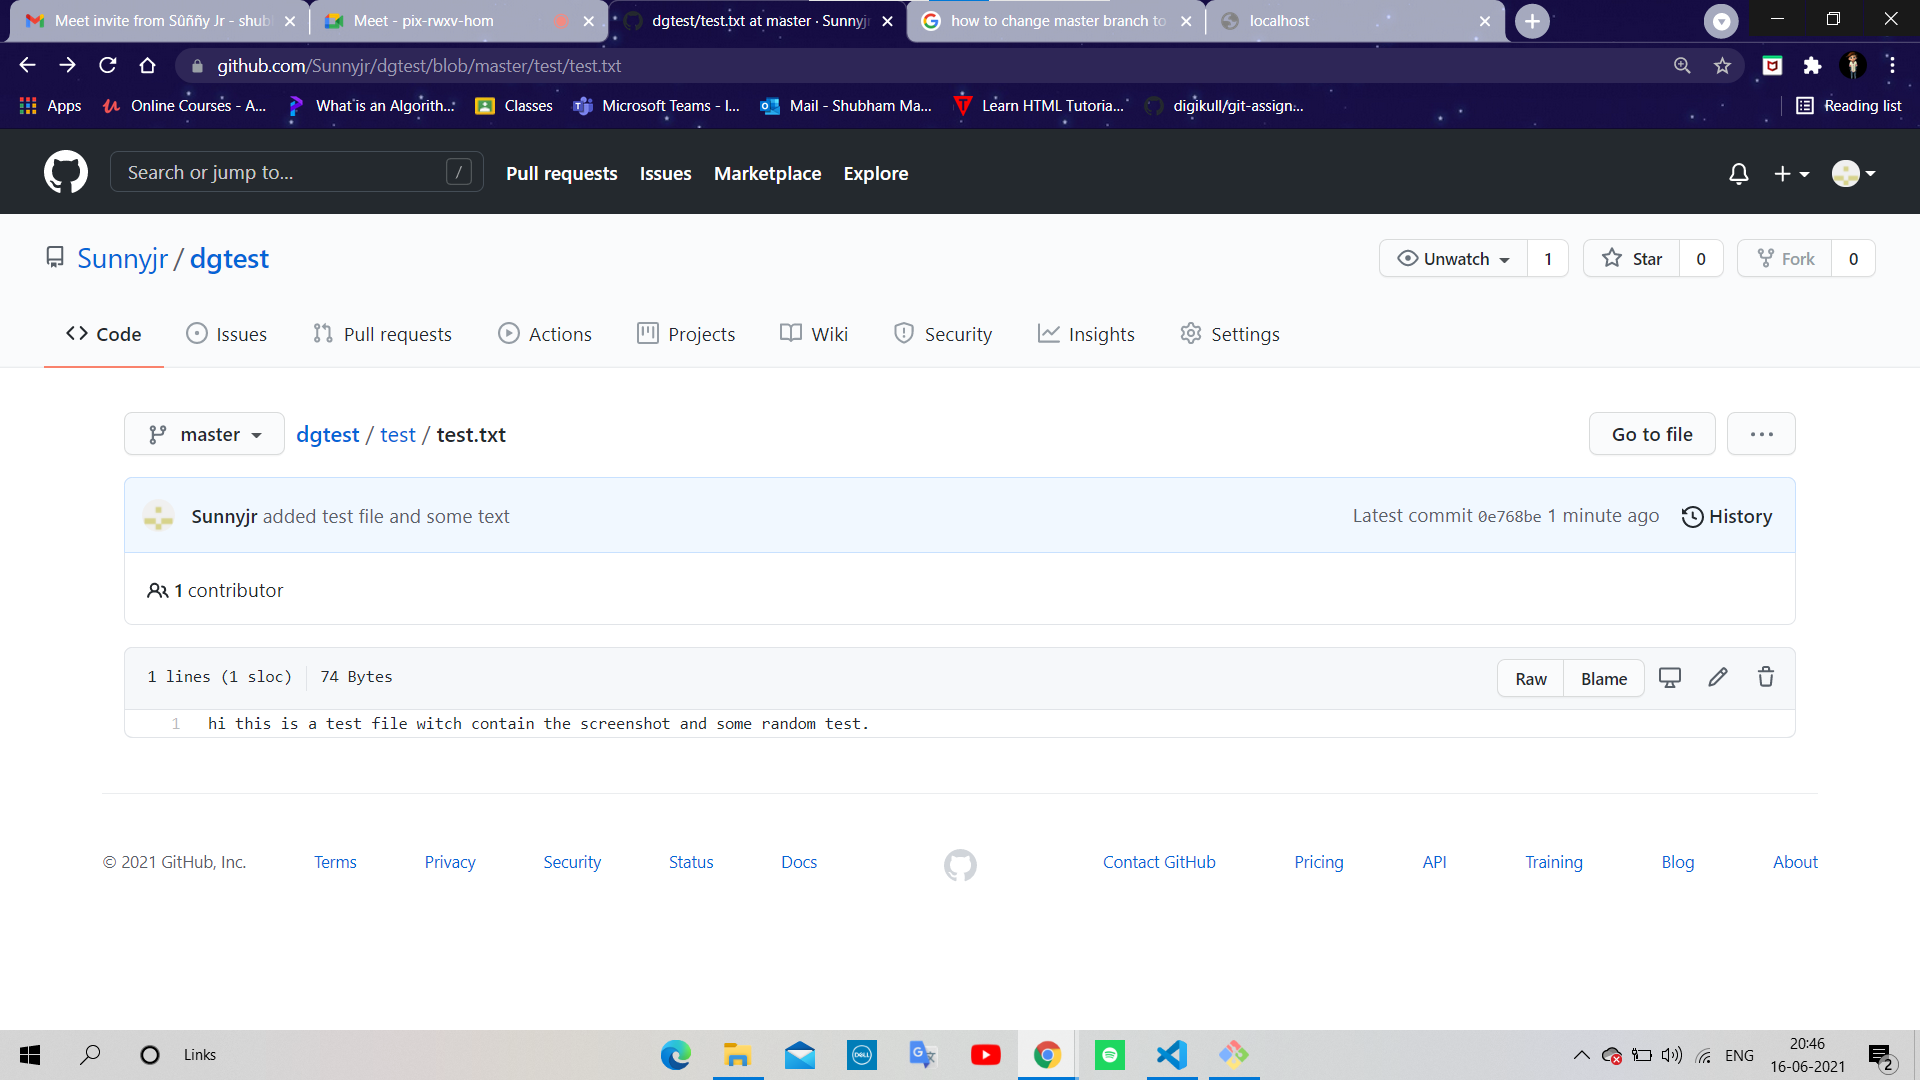 Meet invite from Sûññy Jr - shub
Meet - pix-rwxv-hom
dgtest/test.txt at master · Sunnyjr
how to change master branch to
localhost
github.com/Sunnyjr/dgtest/blob/master/test/test.txt
Apps
Online Courses - A...
What is an Algorith...
Classes
Microsoft Teams - I...
Mail - Shubham Ma...
Learn HTML Tutoria...
digikull/git-assign...
Reading list
Search or jump to...
/
Pull requests
Issues
Marketplace
Explore
Sunnyjr / dgtest
Unwatch
1
Star
0
Fork
0
Code
Issues
Pull requests
Actions
Projects
Wiki
Security
Insights
Settings
master
dgtest / test / test.txt
Go to file
...
Sunnyjr added test file and some text
Latest commit 0e768be 1 minute ago
History
1 contributor
1 lines (1 sloc)
74 Bytes
Raw
Blame
1 hi this is a test file witch contain the screenshot and some random test.
© 2021 GitHub, Inc.
Terms
Privacy
Security
Status
Docs
Contact GitHub
Pricing
API
Training
Blog
About
Links
DELL
ENG
20:46
16-06-2021
2